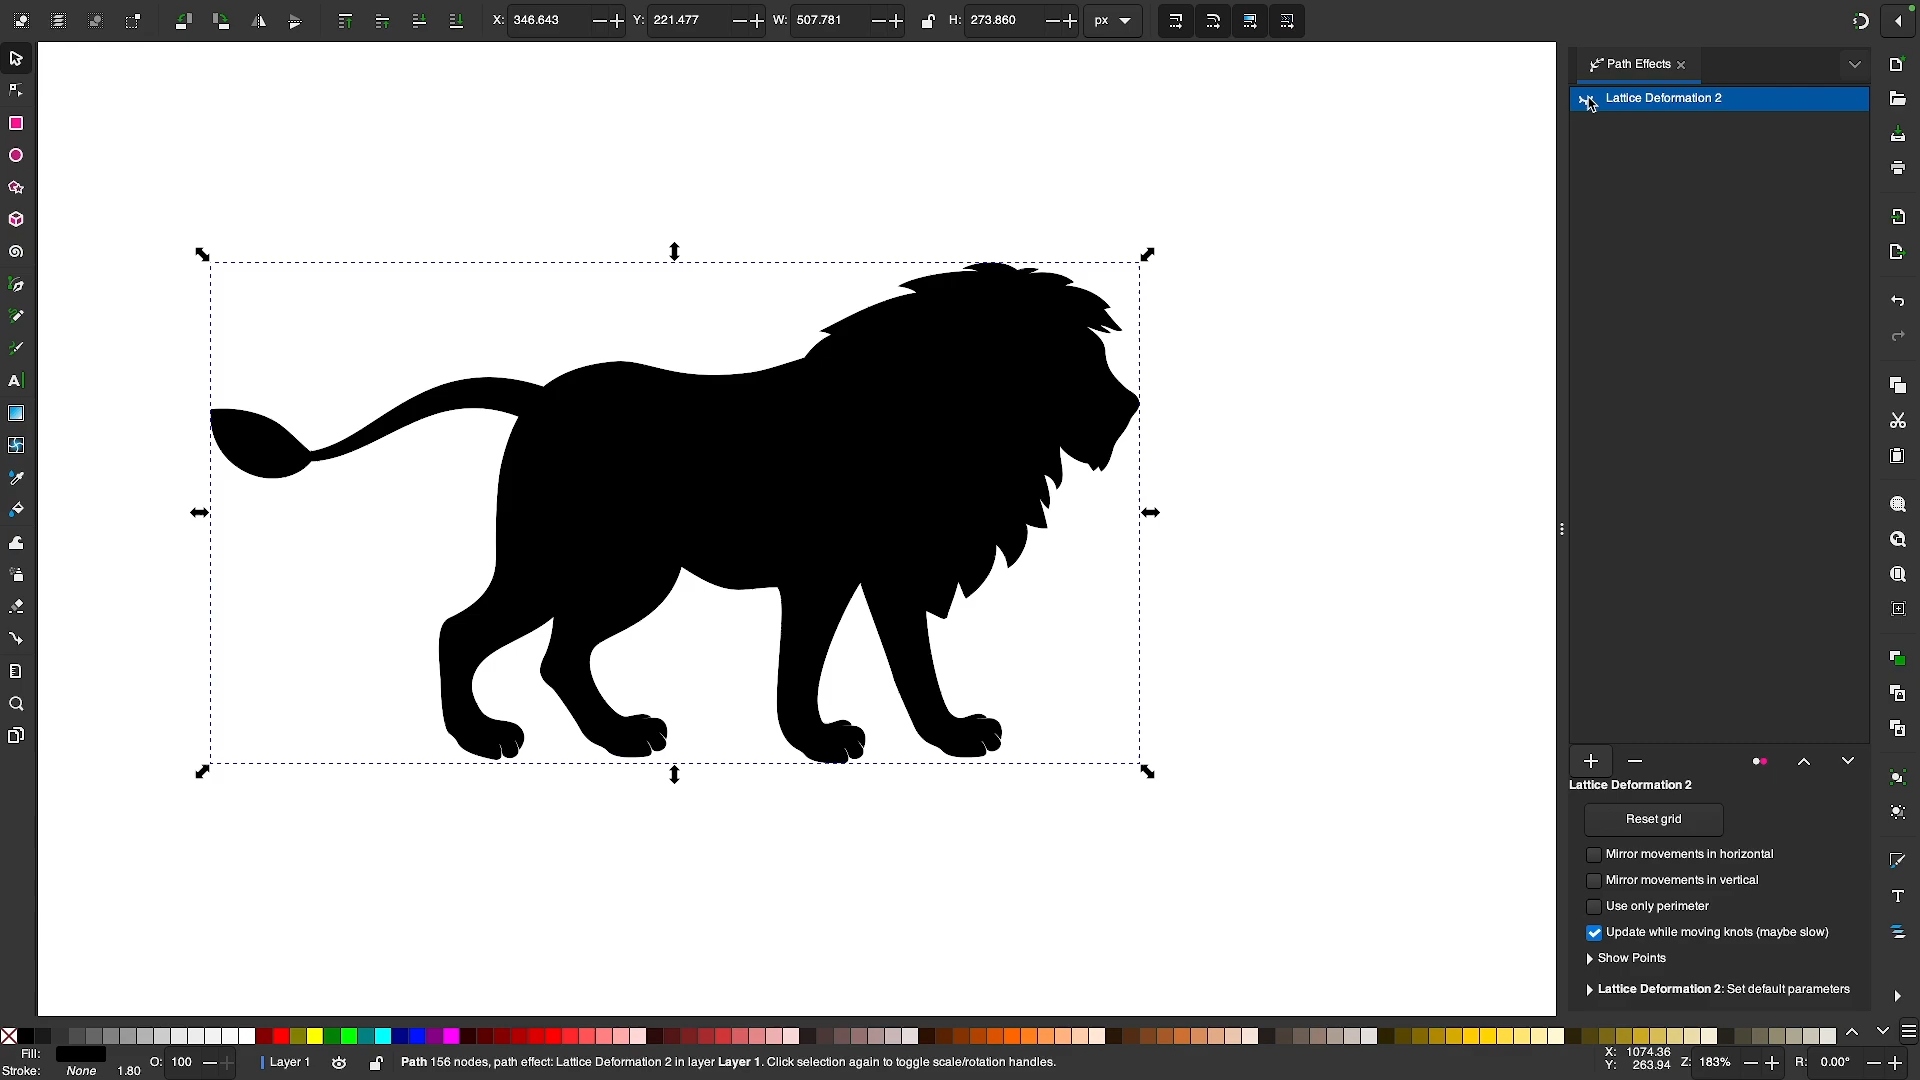 X: 346.643 Y: 221.477 W: 507.781 H: 273.860 px
Path Effects
Lattice Deformation 2
Lattice Deformation 2
Reset grid
Mirror movements in horizontal
Mirror movements in vertical
Use only perimeter
Update while moving knots (maybe slow)
Show Points
Lattice Deformation 2: Set default parameters
Fill:
Stroke: None 1.80
O: 100
Layer 1
Path 156 nodes, path effect: Lattice Deformation 2 in layer Layer 1. Click selection again to toggle scale/rotation handles.
X: 1074.36
Y: 263.94
Z: 183%
R: 0.00°